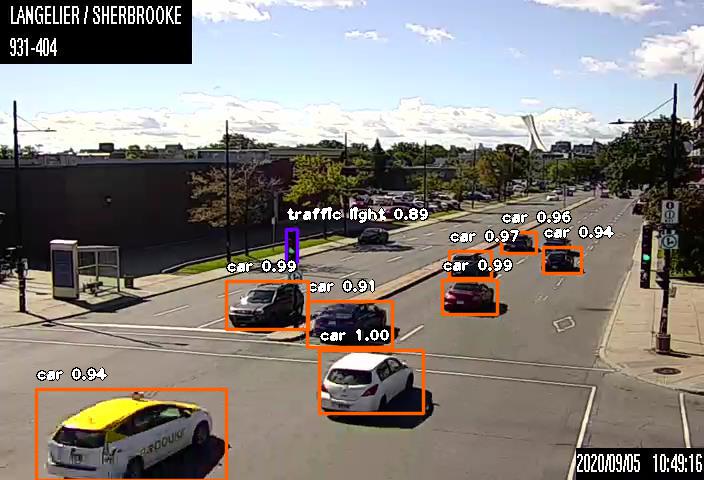 LANGELIER / SHERBROOKE
931-404
car 0.96
traffic light 0.89
car 0.97
car 0.94
car 0.99
car 0.99
car 0.91
car 1.00
car 0.94
2020/09/05 10:49:16